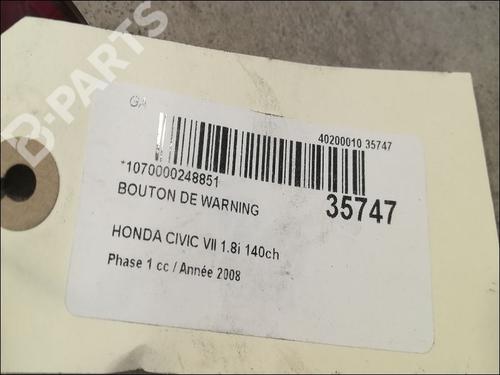 B-PARTS
GA
40200010 35747
*1070000248851
BOUTON DE WARNING
35747
HONDA CIVIC VII 1.8i 140ch
Phase 1 cc / Année 2008